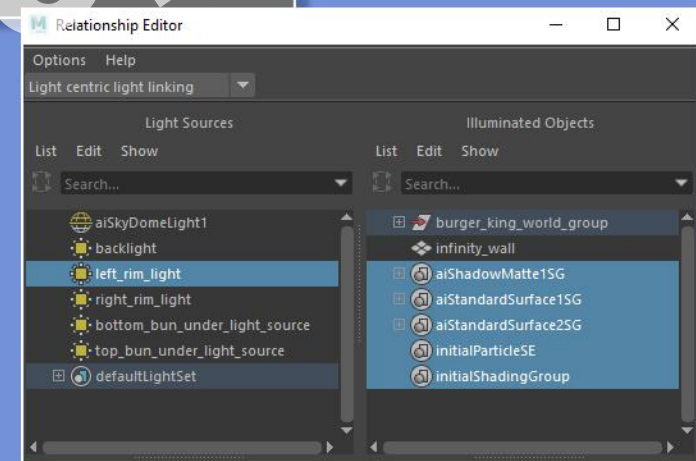 Relationship Editor
Options Help
Light centric light linking
Light Sources
List Edit Show
Search...
aiSkyDomeLight1
backlight
left_rim_light
right_rim_light
bottom_bun_under_light_source
top_bun_under_light_source
defaultLightSet
Illuminated Objects
List Edit Show
Search...
burger_king_world_group
infinity_wall
aiShadowMatte1SG
aiStandardSurface1SG
aiStandardSurface2SG
initialParticleSE
initialShadingGroup